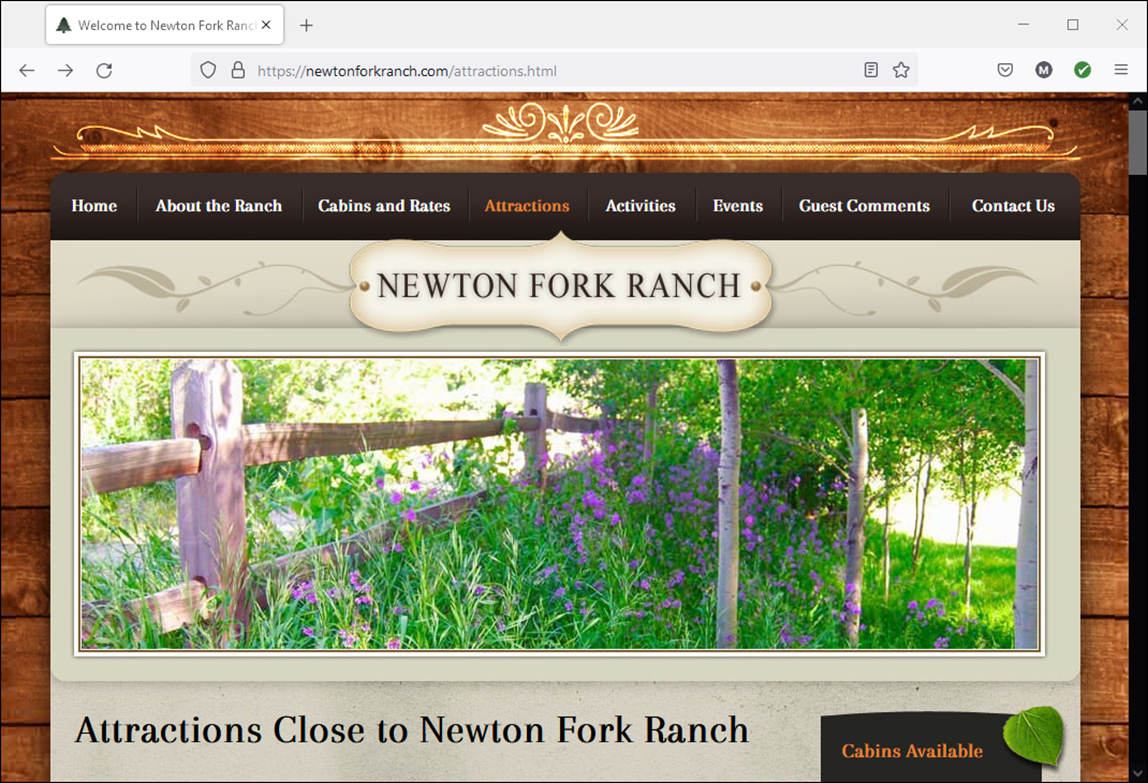 Welcome to Newton Fork Ranc
https://newtonforkranch.com/attractions.html
M
Home About the Ranch Cabins and Rates Attractions Activities Events Guest Comments Contact Us
NEWTON FORK RANCH
Attractions Close to Newton Fork Ranch
Cabins Available